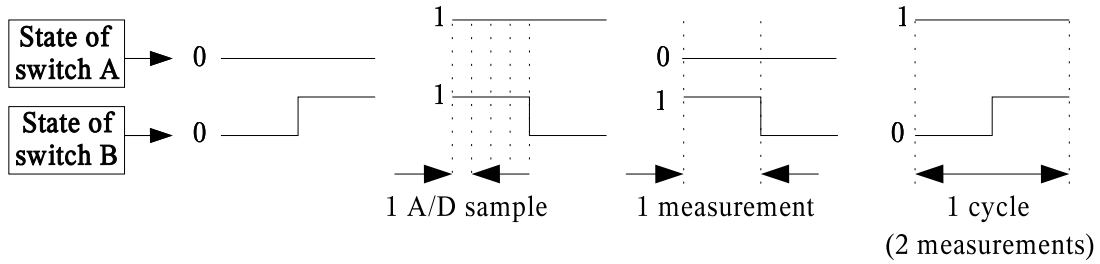 State of
switch A
0
1
0
1
State of
switch B
0
1
1
0
1 A/D sample
1 measurement
1 cycle
(2 measurements)